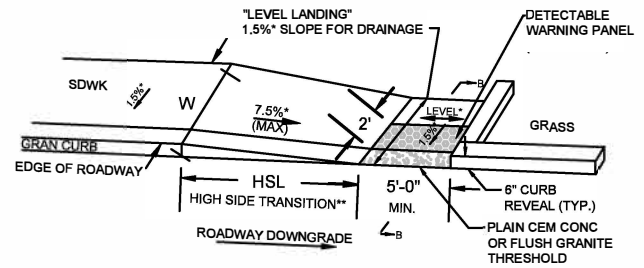 "LEVEL LANDING"
1.5%* SLOPE FOR DRAINAGE
DETECTABLE
WARNING PANEL
B
SDWK
1.5%*
W
7.5%*
(MAX)
2'
LEVEL*
1.5%*
GRASS
GRAN CURB
EDGE OF ROADWAY
HSL
HIGH SIDE TRANSITION**
5'-0"
MIN.
6" CURB
REVEAL (TYP.)
B
ROADWAY DOWNGRADE
PLAIN CEM CONC
OR FLUSH GRANITE
THRESHOLD